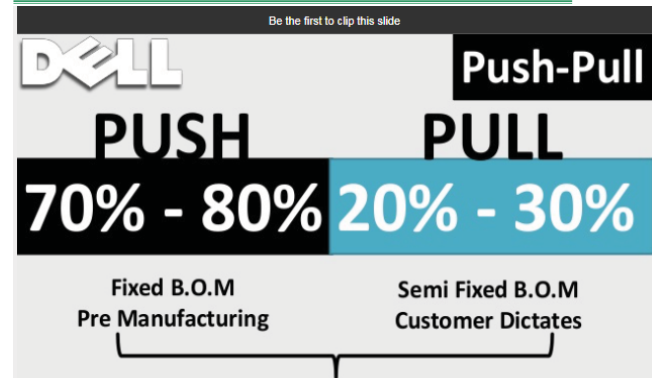 Be the first to clip this slide
DELL
Push-Pull
PUSH
PULL
70% - 80%
20% - 30%
Fixed B.O.M
Pre Manufacturing
Semi Fixed B.O.M
Customer Dictates